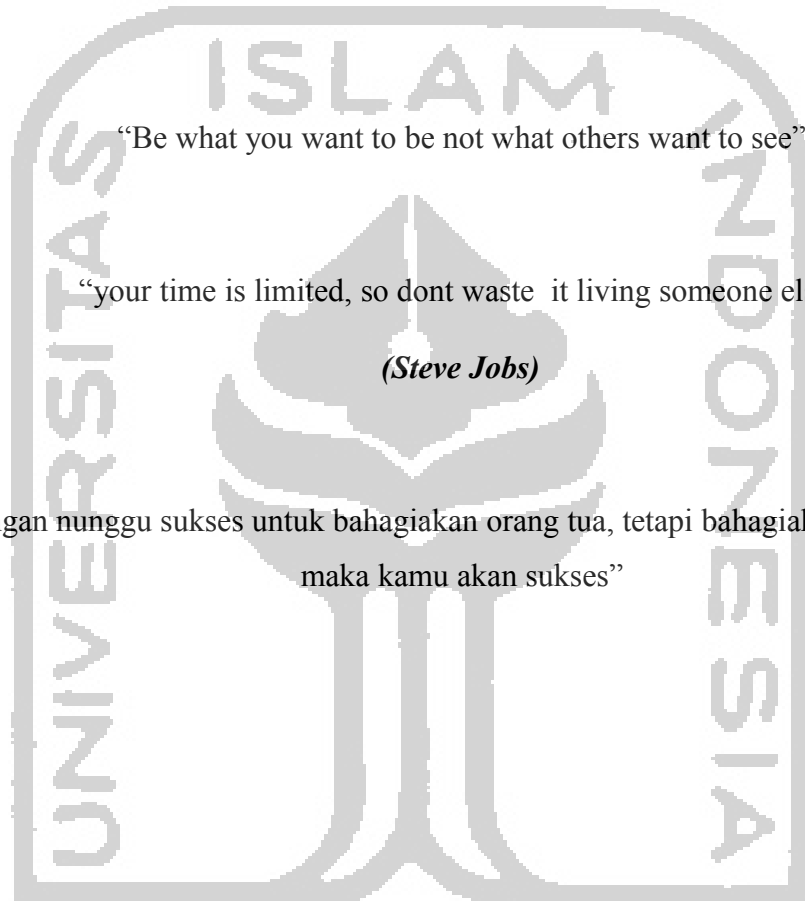 ISLAM
UNIVERSITAS
INDONESIA
“Be what you want to be not what others want to see”
“your time is limited, so dont waste  it living someone el
(Steve Jobs)
ngan nunggu sukses untuk bahagiakan orang tua, tetapi bahagia
maka kamu akan sukses”